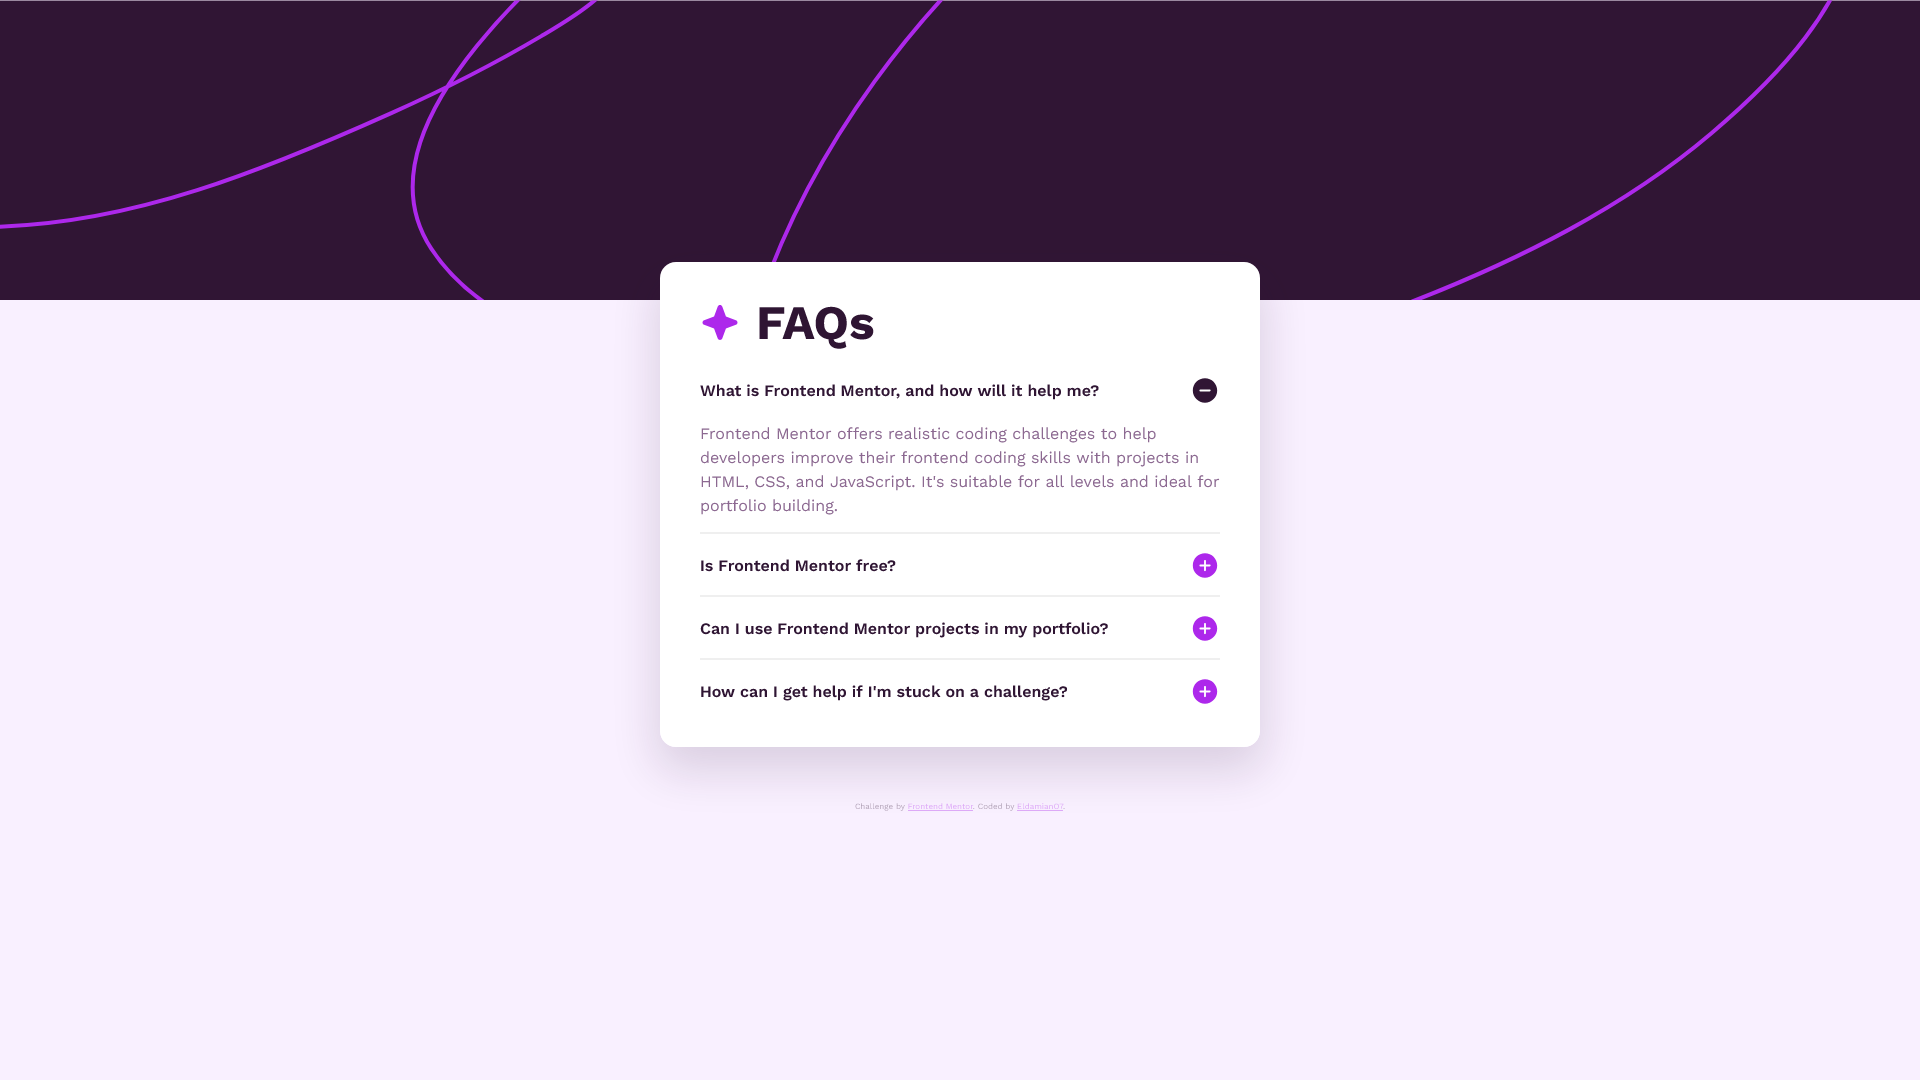 FAQs
What is Frontend Mentor, and how will it help me?
Frontend Mentor offers realistic coding challenges to help
developers improve their frontend coding skills with projects in
HTML, CSS, and JavaScript. It's suitable for all levels and ideal for
portfolio building.
Is Frontend Mentor free?
Can I use Frontend Mentor projects in my portfolio?
How can I get help if I'm stuck on a challenge?
Challenge by Frontend Mentor. Coded by